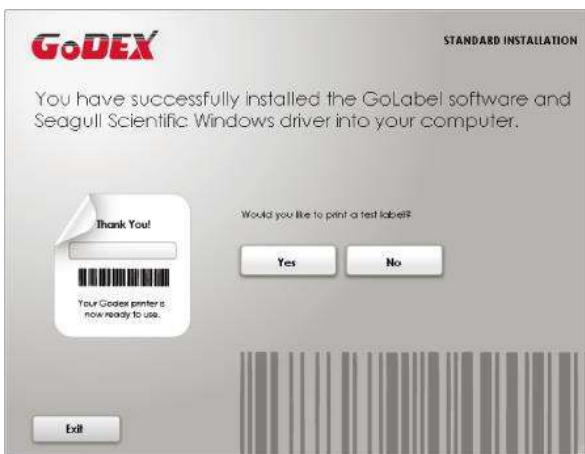 GoDEX
STANDARD INSTALLATION
You have successfully installed the GoLabel software and
Seagull Scientific Windows driver into your computer.
Thank You!
Your Godex printer is
now ready to use.
Would you like to print a test label?
Yes
No
Exit